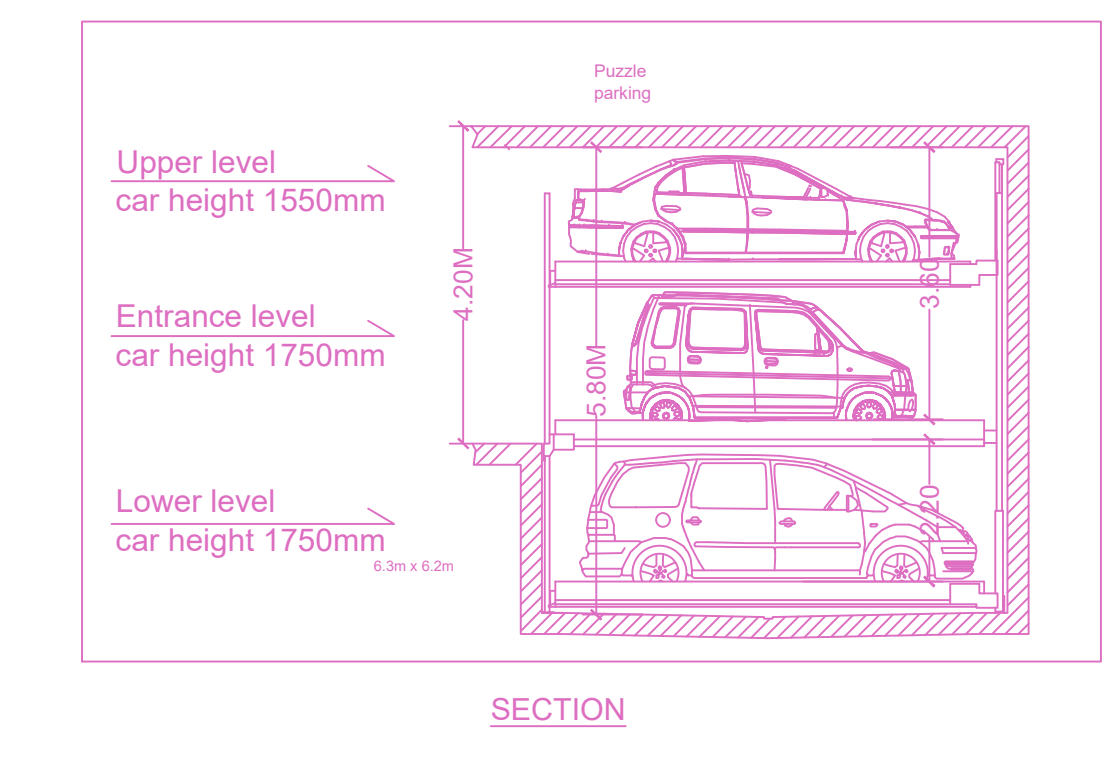 Puzzle
parking
Upper level
car height 1550mm
4.20M
3.60
Entrance level
car height 1750mm
5.80M
Lower level
car height 1750mm
2.20
6.3m x 6.2m
SECTION